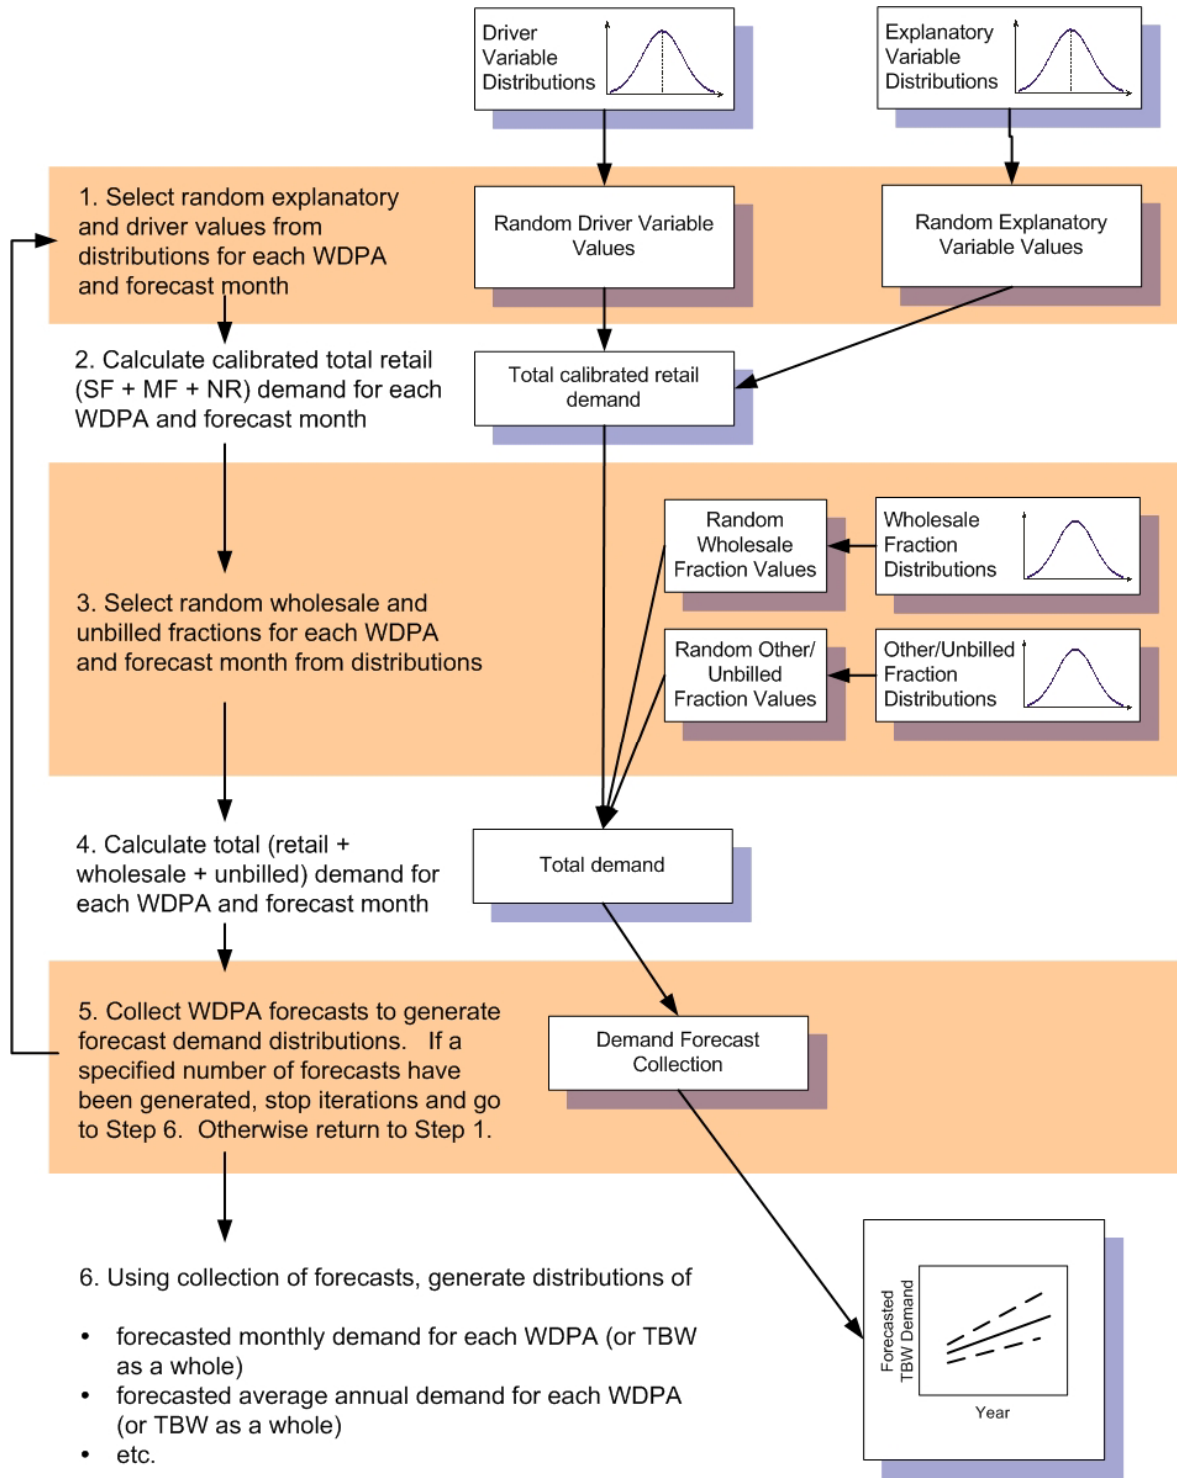 Driver
Variable
Distributions
Explanatory
Variable
Distributions
1. Select random explanatory
and driver values from
distributions for each WDPA
and forecast month
Random Driver Variable
Values
Random Explanatory
Variable Values
2. Calculate calibrated total retail
(SF + MF + NR) demand for each
WDPA and forecast month
Total calibrated retail
demand
3. Select random wholesale and
unbilled fractions for each WDPA
and forecast month from distributions
Random
Wholesale
Fraction Values
Wholesale
Fraction
Distributions
Random Other/
Unbilled
Fraction Values
Other/Unbilled
Fraction
Distributions
4. Calculate total (retail +
wholesale + unbilled) demand for
each WDPA and forecast month
Total demand
5. Collect WDPA forecasts to generate
forecast demand distributions.   If a
specified number of forecasts have
been generated, stop iterations and go
to Step 6.  Otherwise return to Step 1.
Demand Forecast
Collection
6. Using collection of forecasts, generate distributions of
• forecasted monthly demand for each WDPA (or TBW
as a whole)
• forecasted average annual demand for each WDPA
(or TBW as a whole)
• etc.
Forecasted
TBW Demand
Year